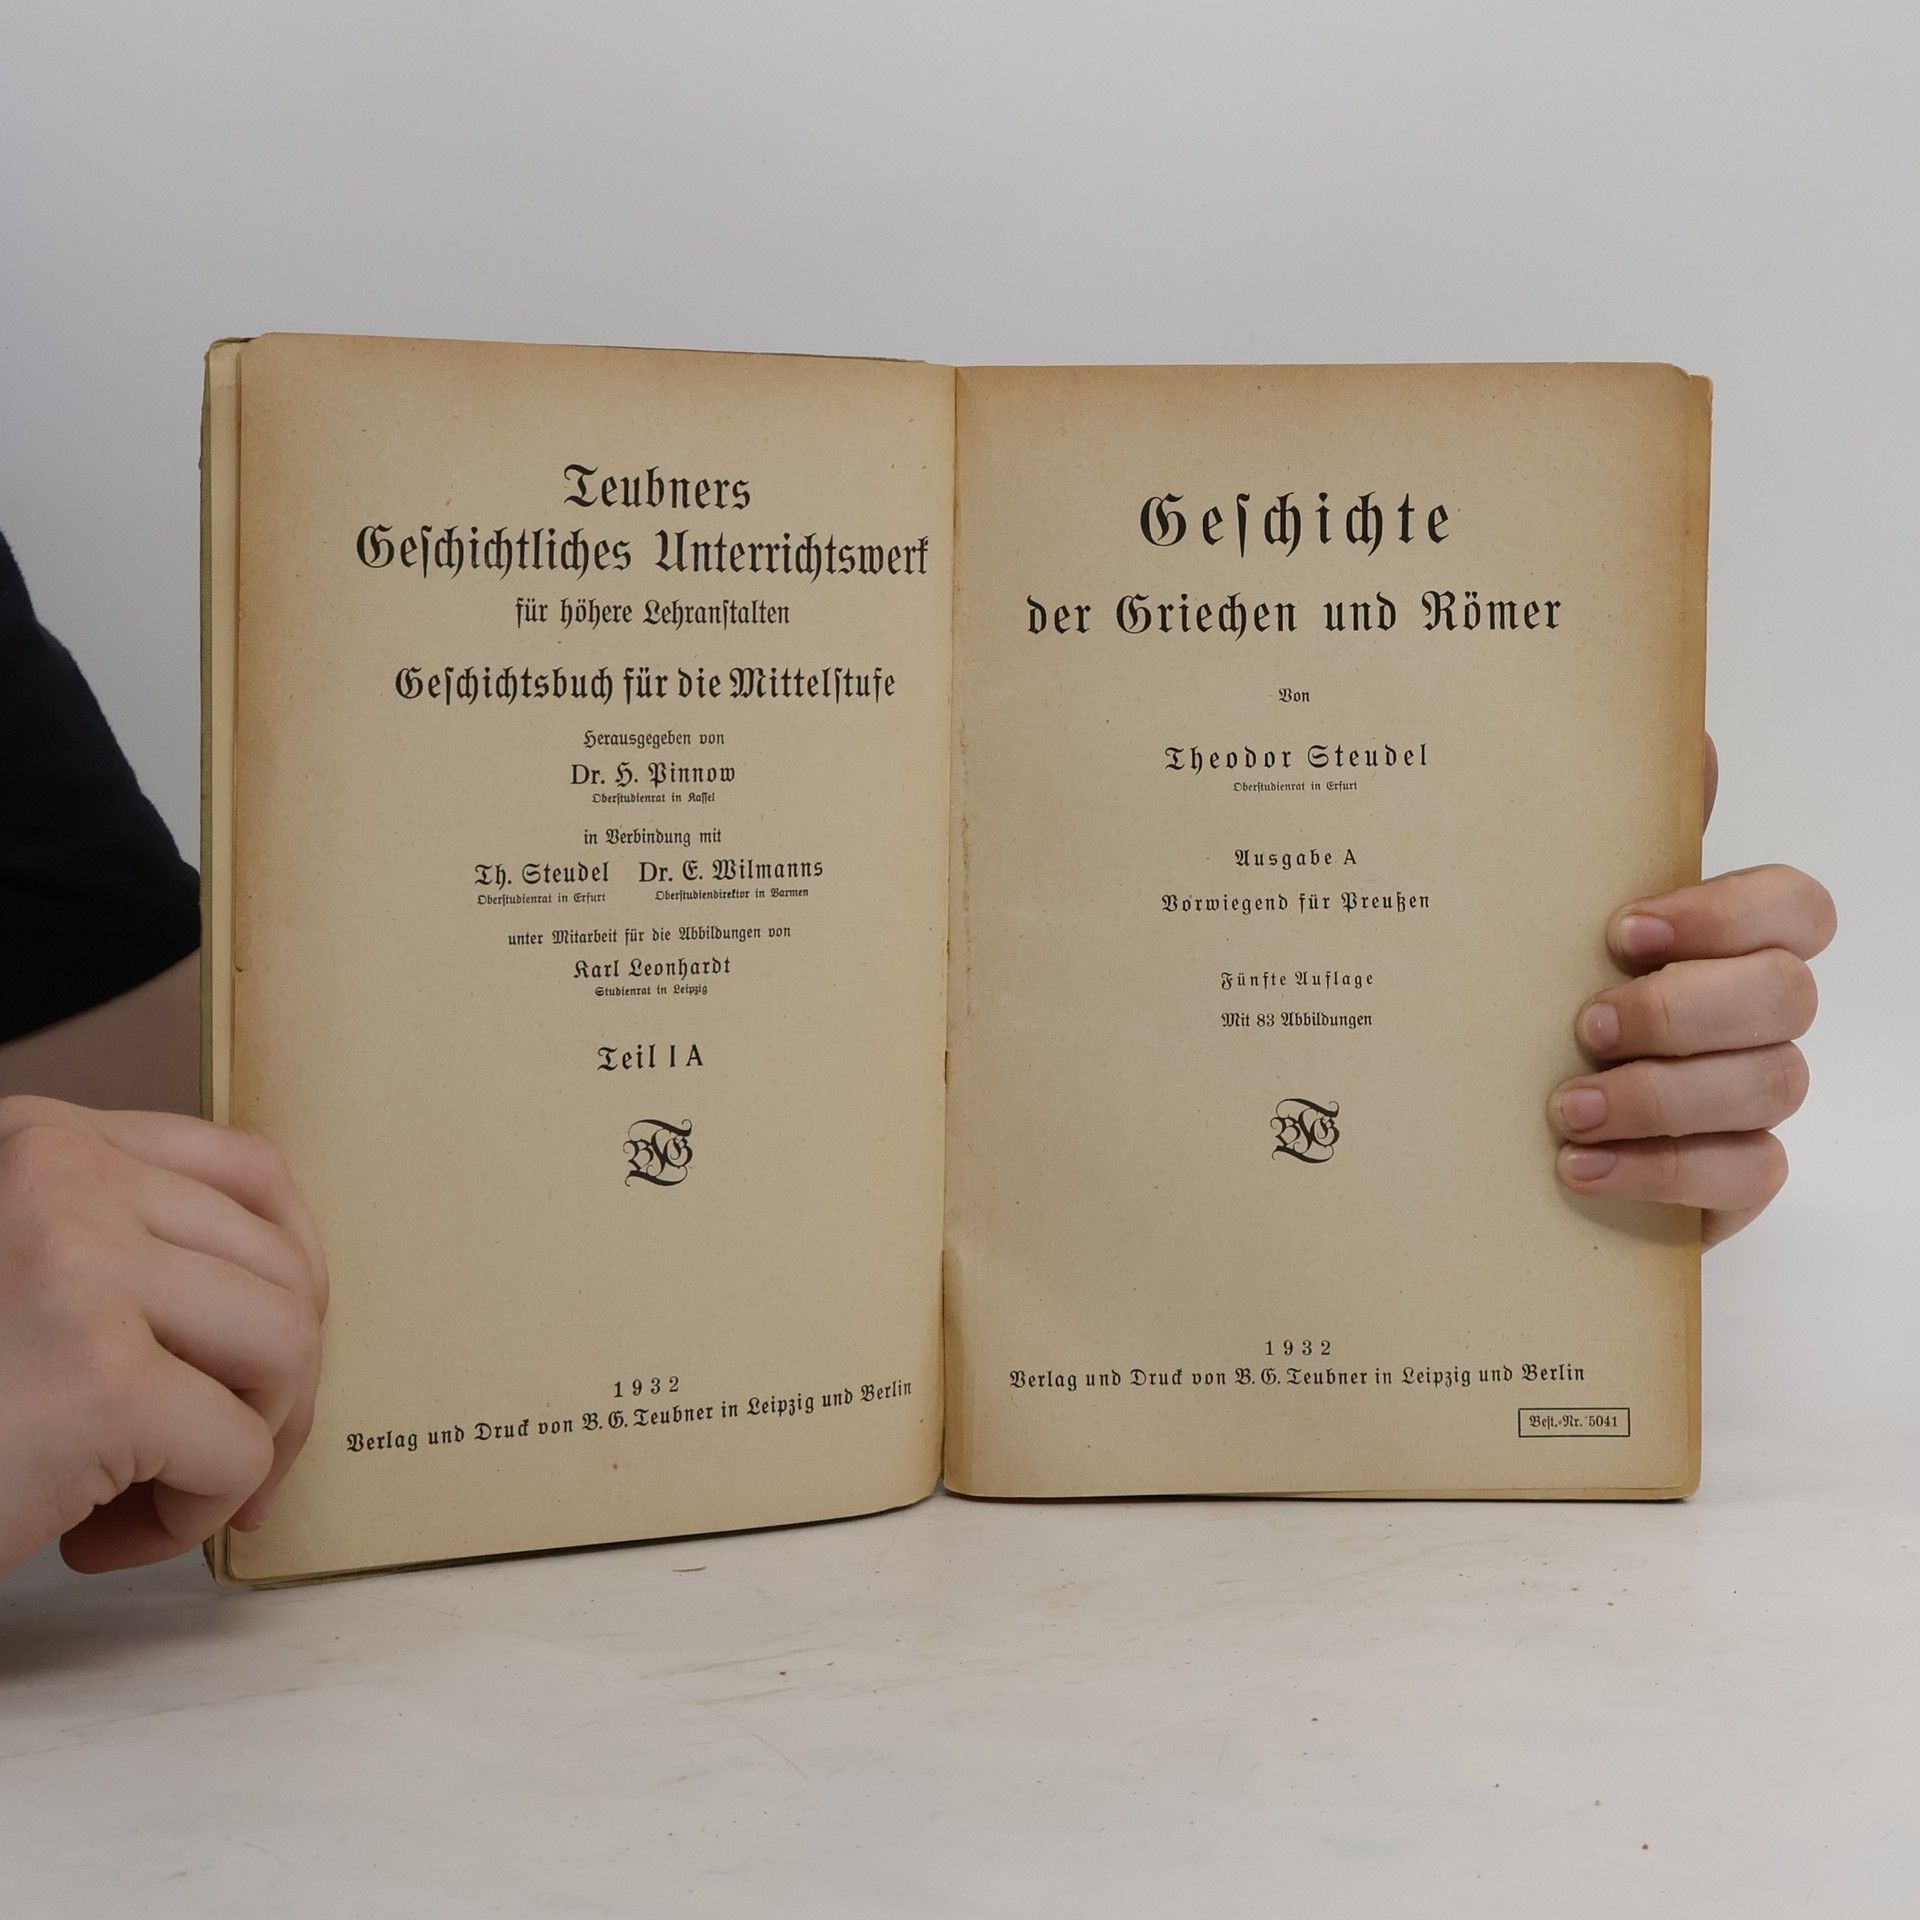 Teubners
Geschichtliches Unterrichtswerk
für höhere Lehranstalten
Geschichtsbuch für die Mittelstufe
Herausgegeben von
Dr. H. Pinnow
Oberstudienrat in Kassel
in Verbindung mit
Th. Steudel Dr. E. Wilmanns
Oberstudienrat in Erfurt Oberstudiendirektor in Barmen
unter Mitarbeit für die Abbildungen von
Karl Leonhardt
Studienrat in Leipzig
Teil I A
BTG
1932
Verlag und Druck von B. G. Teubner in Leipzig und Berlin
Geschichte
der Griechen und Römer
Von
Theodor Steudel
Oberstudienrat in Erfurt
Ausgabe A
Vorwiegend für Preußen
Fünfte Auflage
Mit 83 Abbildungen
BTG
1932
Verlag und Druck von B. G. Teubner in Leipzig und Berlin
Best.-Nr. 5041